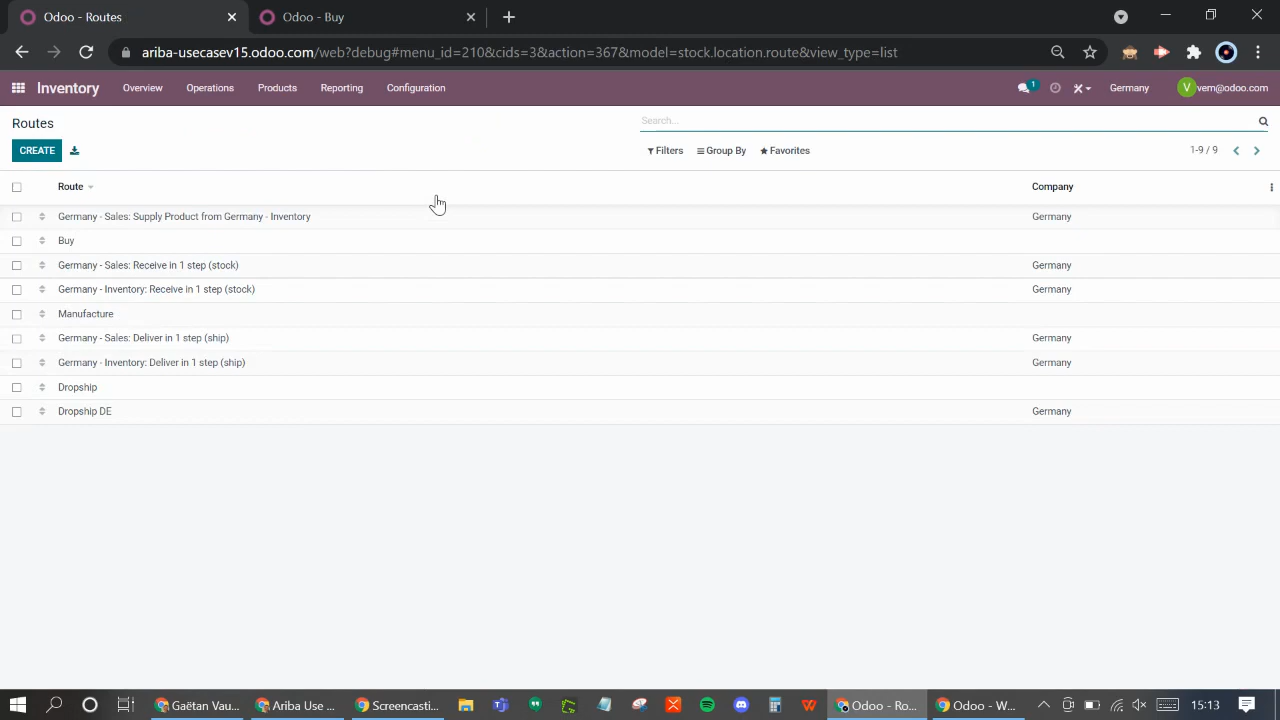 Odoo - Routes
Odoo - Buy
ariba-usecasev15.odoo.com/web?debug#menu_id=210&cids=3&action=367&model=stock.location.route&view_type=list
Inventory Overview Operations Products Reporting Configuration 1 Germany V vem@odoo.com
Routes
Search...
CREATE
Filters Group By Favorites 1-9 / 9
Route Company
Germany - Sales: Supply Product from Germany - Inventory Germany
Buy
Germany - Sales: Receive in 1 step (stock) Germany
Germany - Inventory: Receive in 1 step (stock) Germany
Manufacture
Germany - Sales: Deliver in 1 step (ship) Germany
Germany - Inventory: Deliver in 1 step (ship) Germany
Dropship
Dropship DE Germany
Gaëtan Vau... Ariba Use ... Screencasti... Odoo - Ro... Odoo - W... 15:13